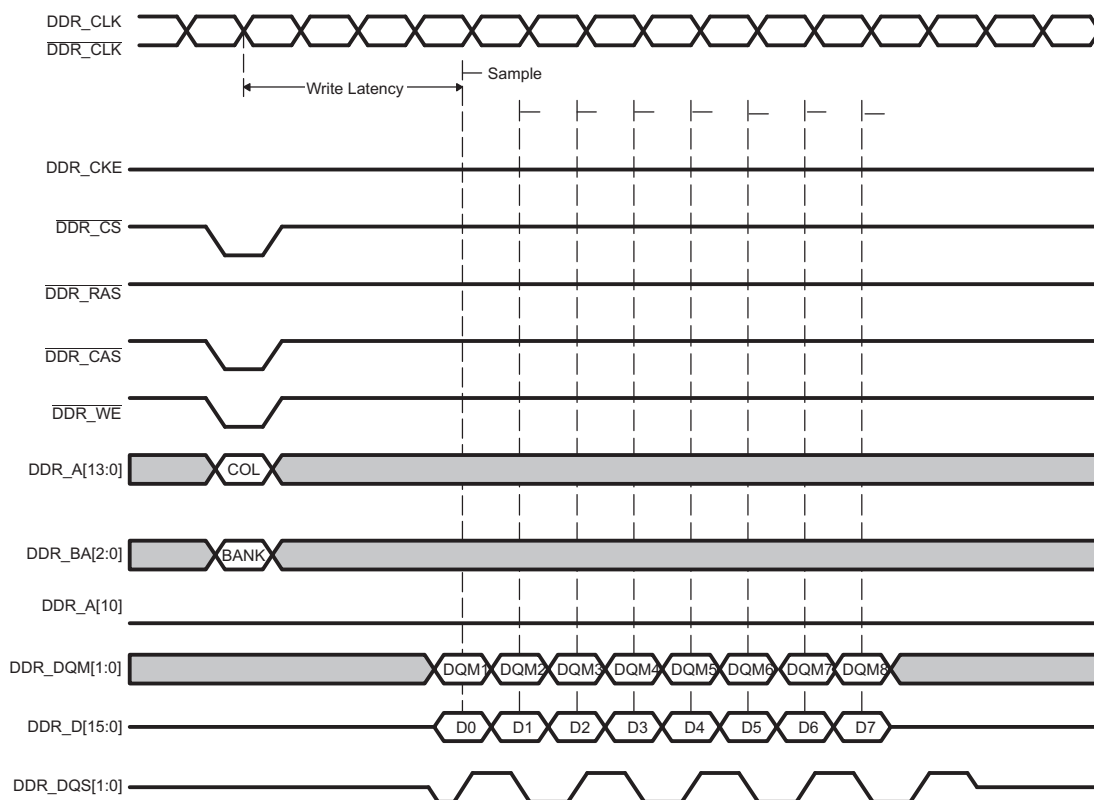 DDR_CLK
DDR_CLK
Sample
Write Latency
DDR_CKE
DDR_CS
DDR_RAS
DDR_CAS
DDR_WE
DDR_A[13:0] COL
DDR_BA[2:0] BANK
DDR_A[10]
DDR_DQM[1:0] DQM1 DQM2 DQM3 DQM4 DQM5 DQM6 DQM7 DQM8
DDR_D[15:0] D0 D1 D2 D3 D4 D5 D6 D7
DDR_DQS[1:0]